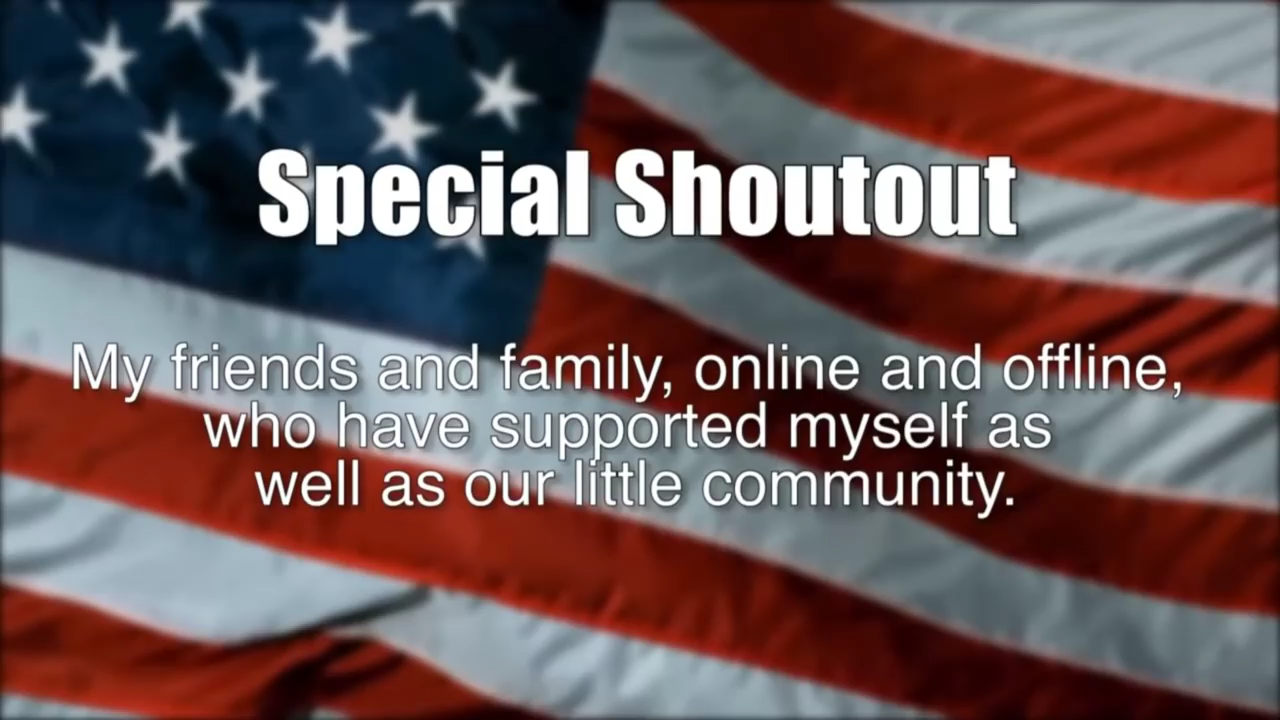 Special Shoutout
My friends and family, online and offline,
who have supported myself as
well as our little community.